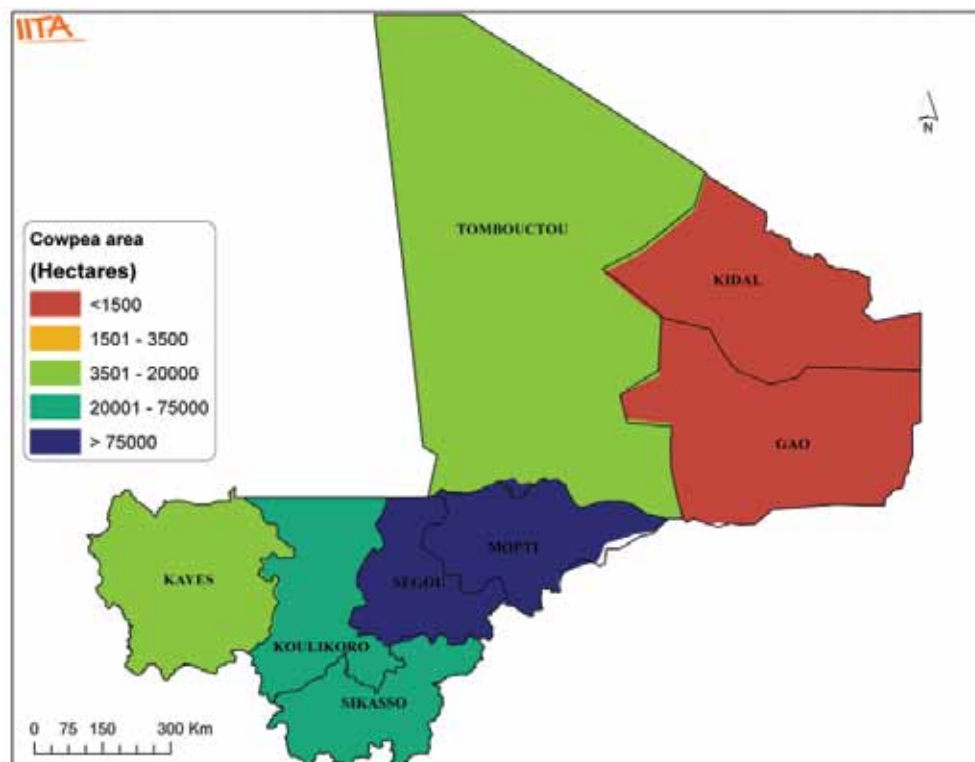 IITA
N
TOMBOUCTOU
KIDAL
GAO
Cowpea area
(Hectares)
<1500
1501 - 3500
3501 - 20000
20001 - 75000
> 75000
MOPTI
SEGOU
KAYES
KOULIKORO
SIKASSO
0 75 150 300 Km